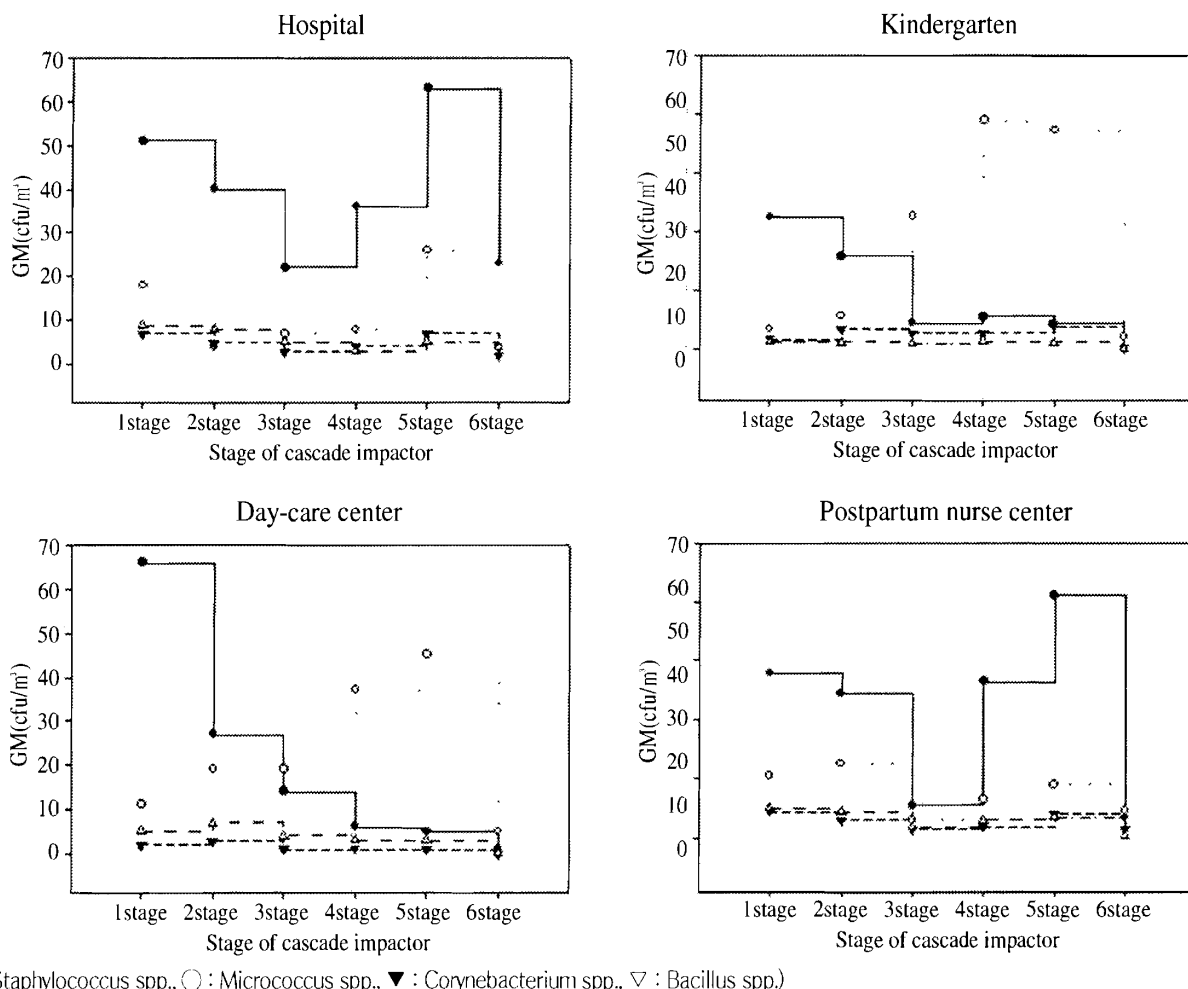 Hospital
Kindergarten
GM(cfu/m³)
70
60
50
40
30
20
10
0
1stage 2stage 3stage 4stage 5stage 6stage
Stage of cascade impactor
GM(cfu/m³)
70
60
50
40
30
20
10
0
1stage 2stage 3stage 4stage 5stage 6stage
Stage of cascade impactor
Day-care center
Postpartum nurse center
GM(cfu/m³)
70
60
50
40
30
20
10
0
1stage 2stage 3stage 4stage 5stage 6stage
Stage of cascade impactor
GM(cfu/m³)
70
60
50
40
30
20
10
0
1stage 2stage 3stage 4stage 5stage 6stage
Stage of cascade impactor
Staphylococcus spp., ○ : Micrococcus spp., ▼ : Corynebacterium spp., ▽ : Bacillus spp.)